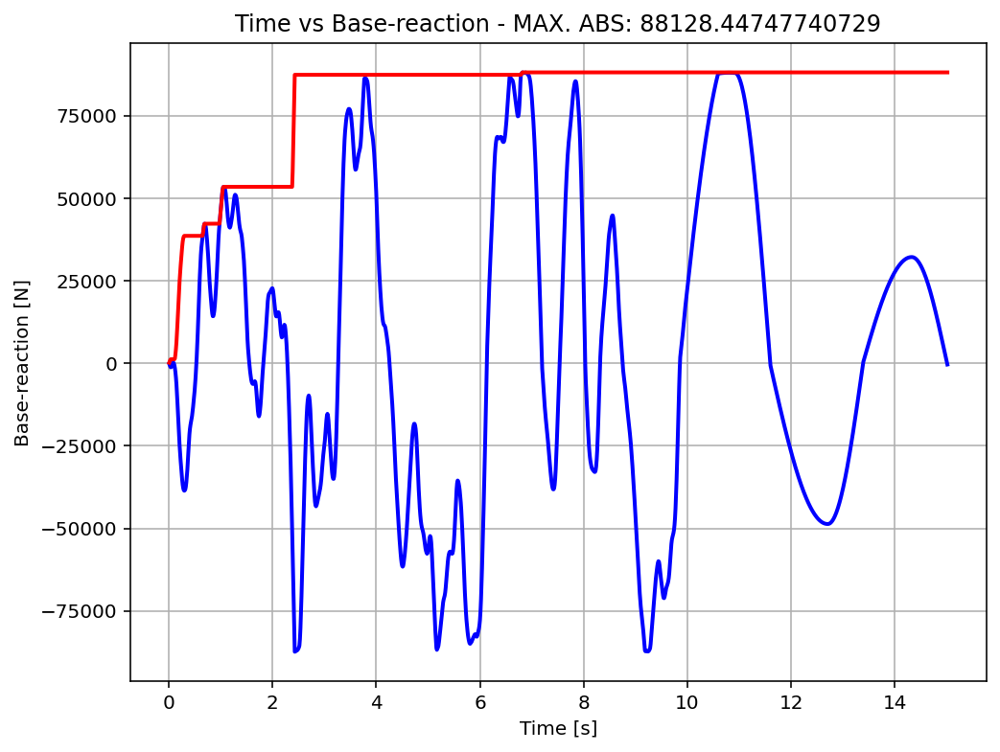 Time vs Base-reaction - MAX. ABS: 88128.44747740729
Base-reaction [N]
75000
50000
25000
0
−25000
−50000
−75000
0 2 4 6 8 10 12 14
Time [s]